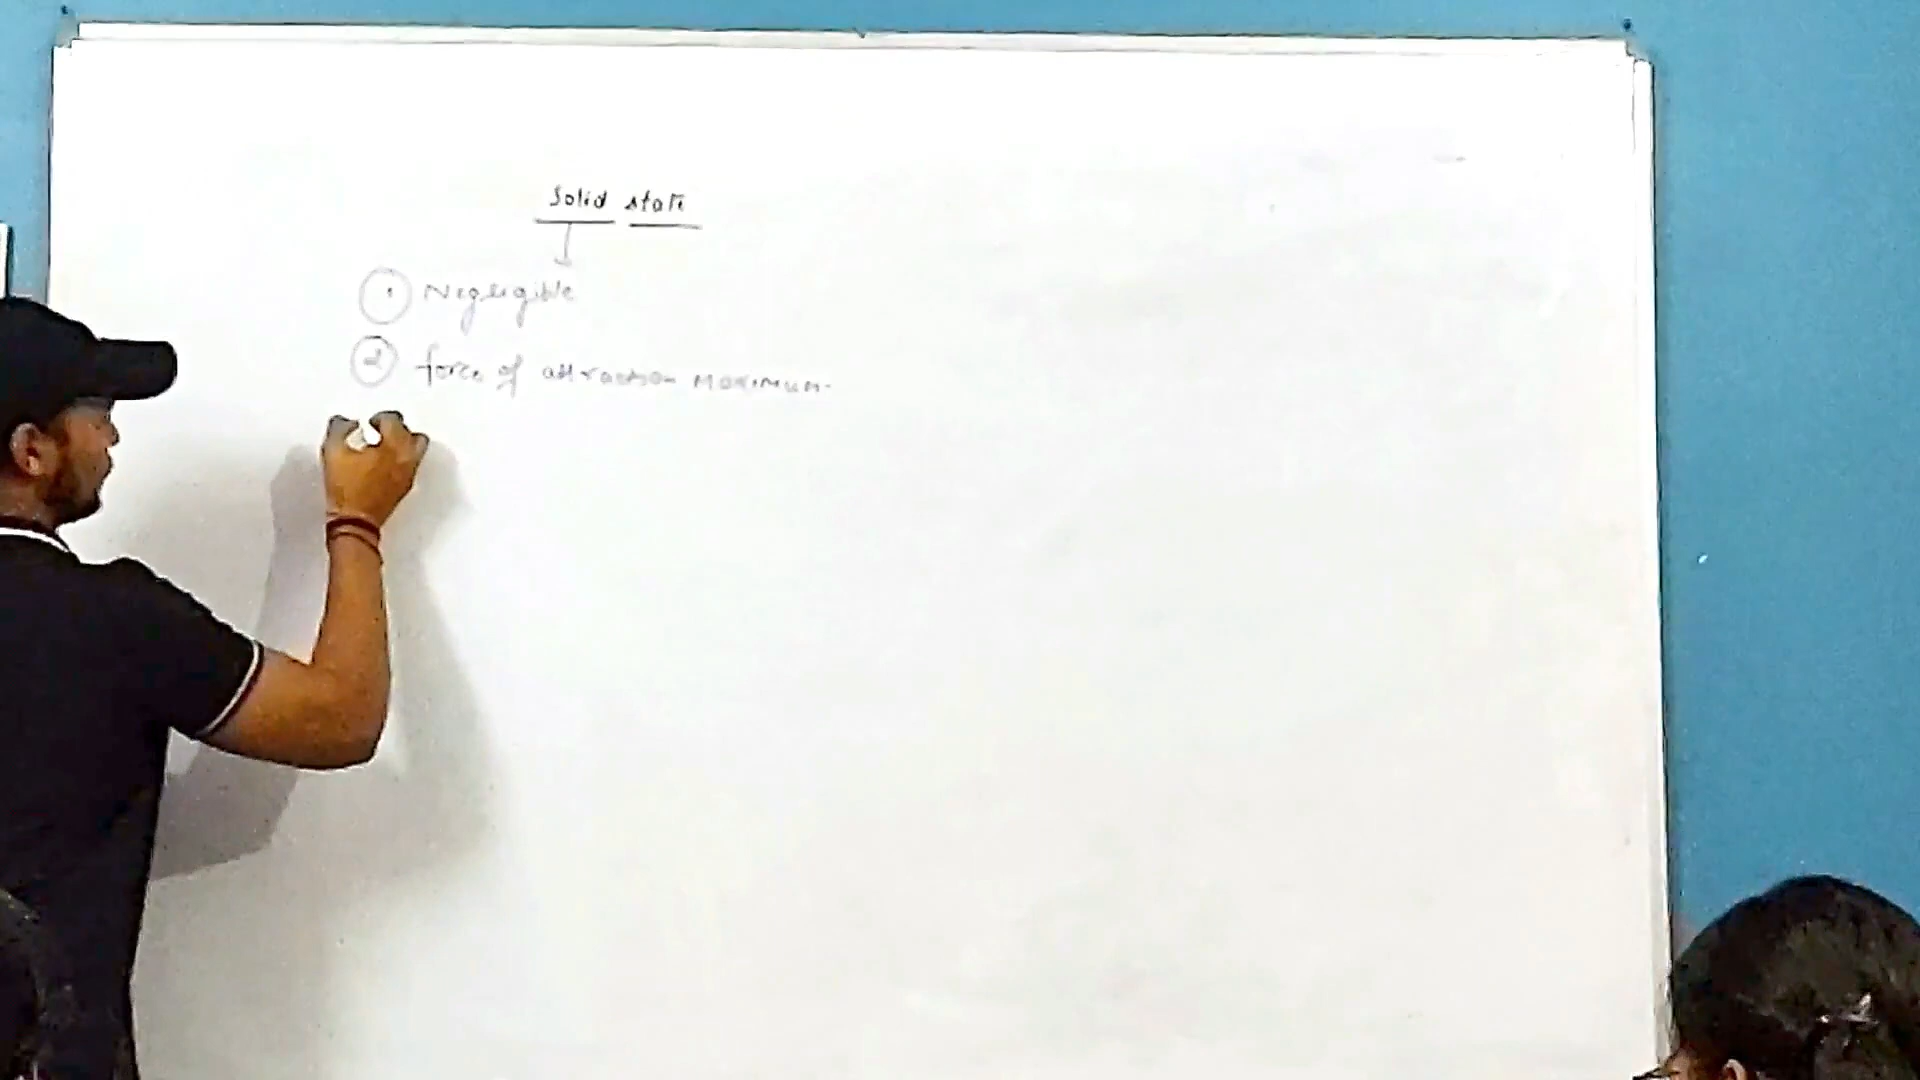 Solid state
① Negligible
② force of attraction maximum.